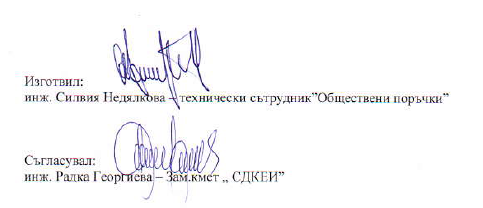 Изготвил:
инж. Силвия Недялкова – технически сътрудник"Обществени поръчки"
Съгласувал:
инж. Радка Георгиева – Зам.кмет „ СДКЕИ"